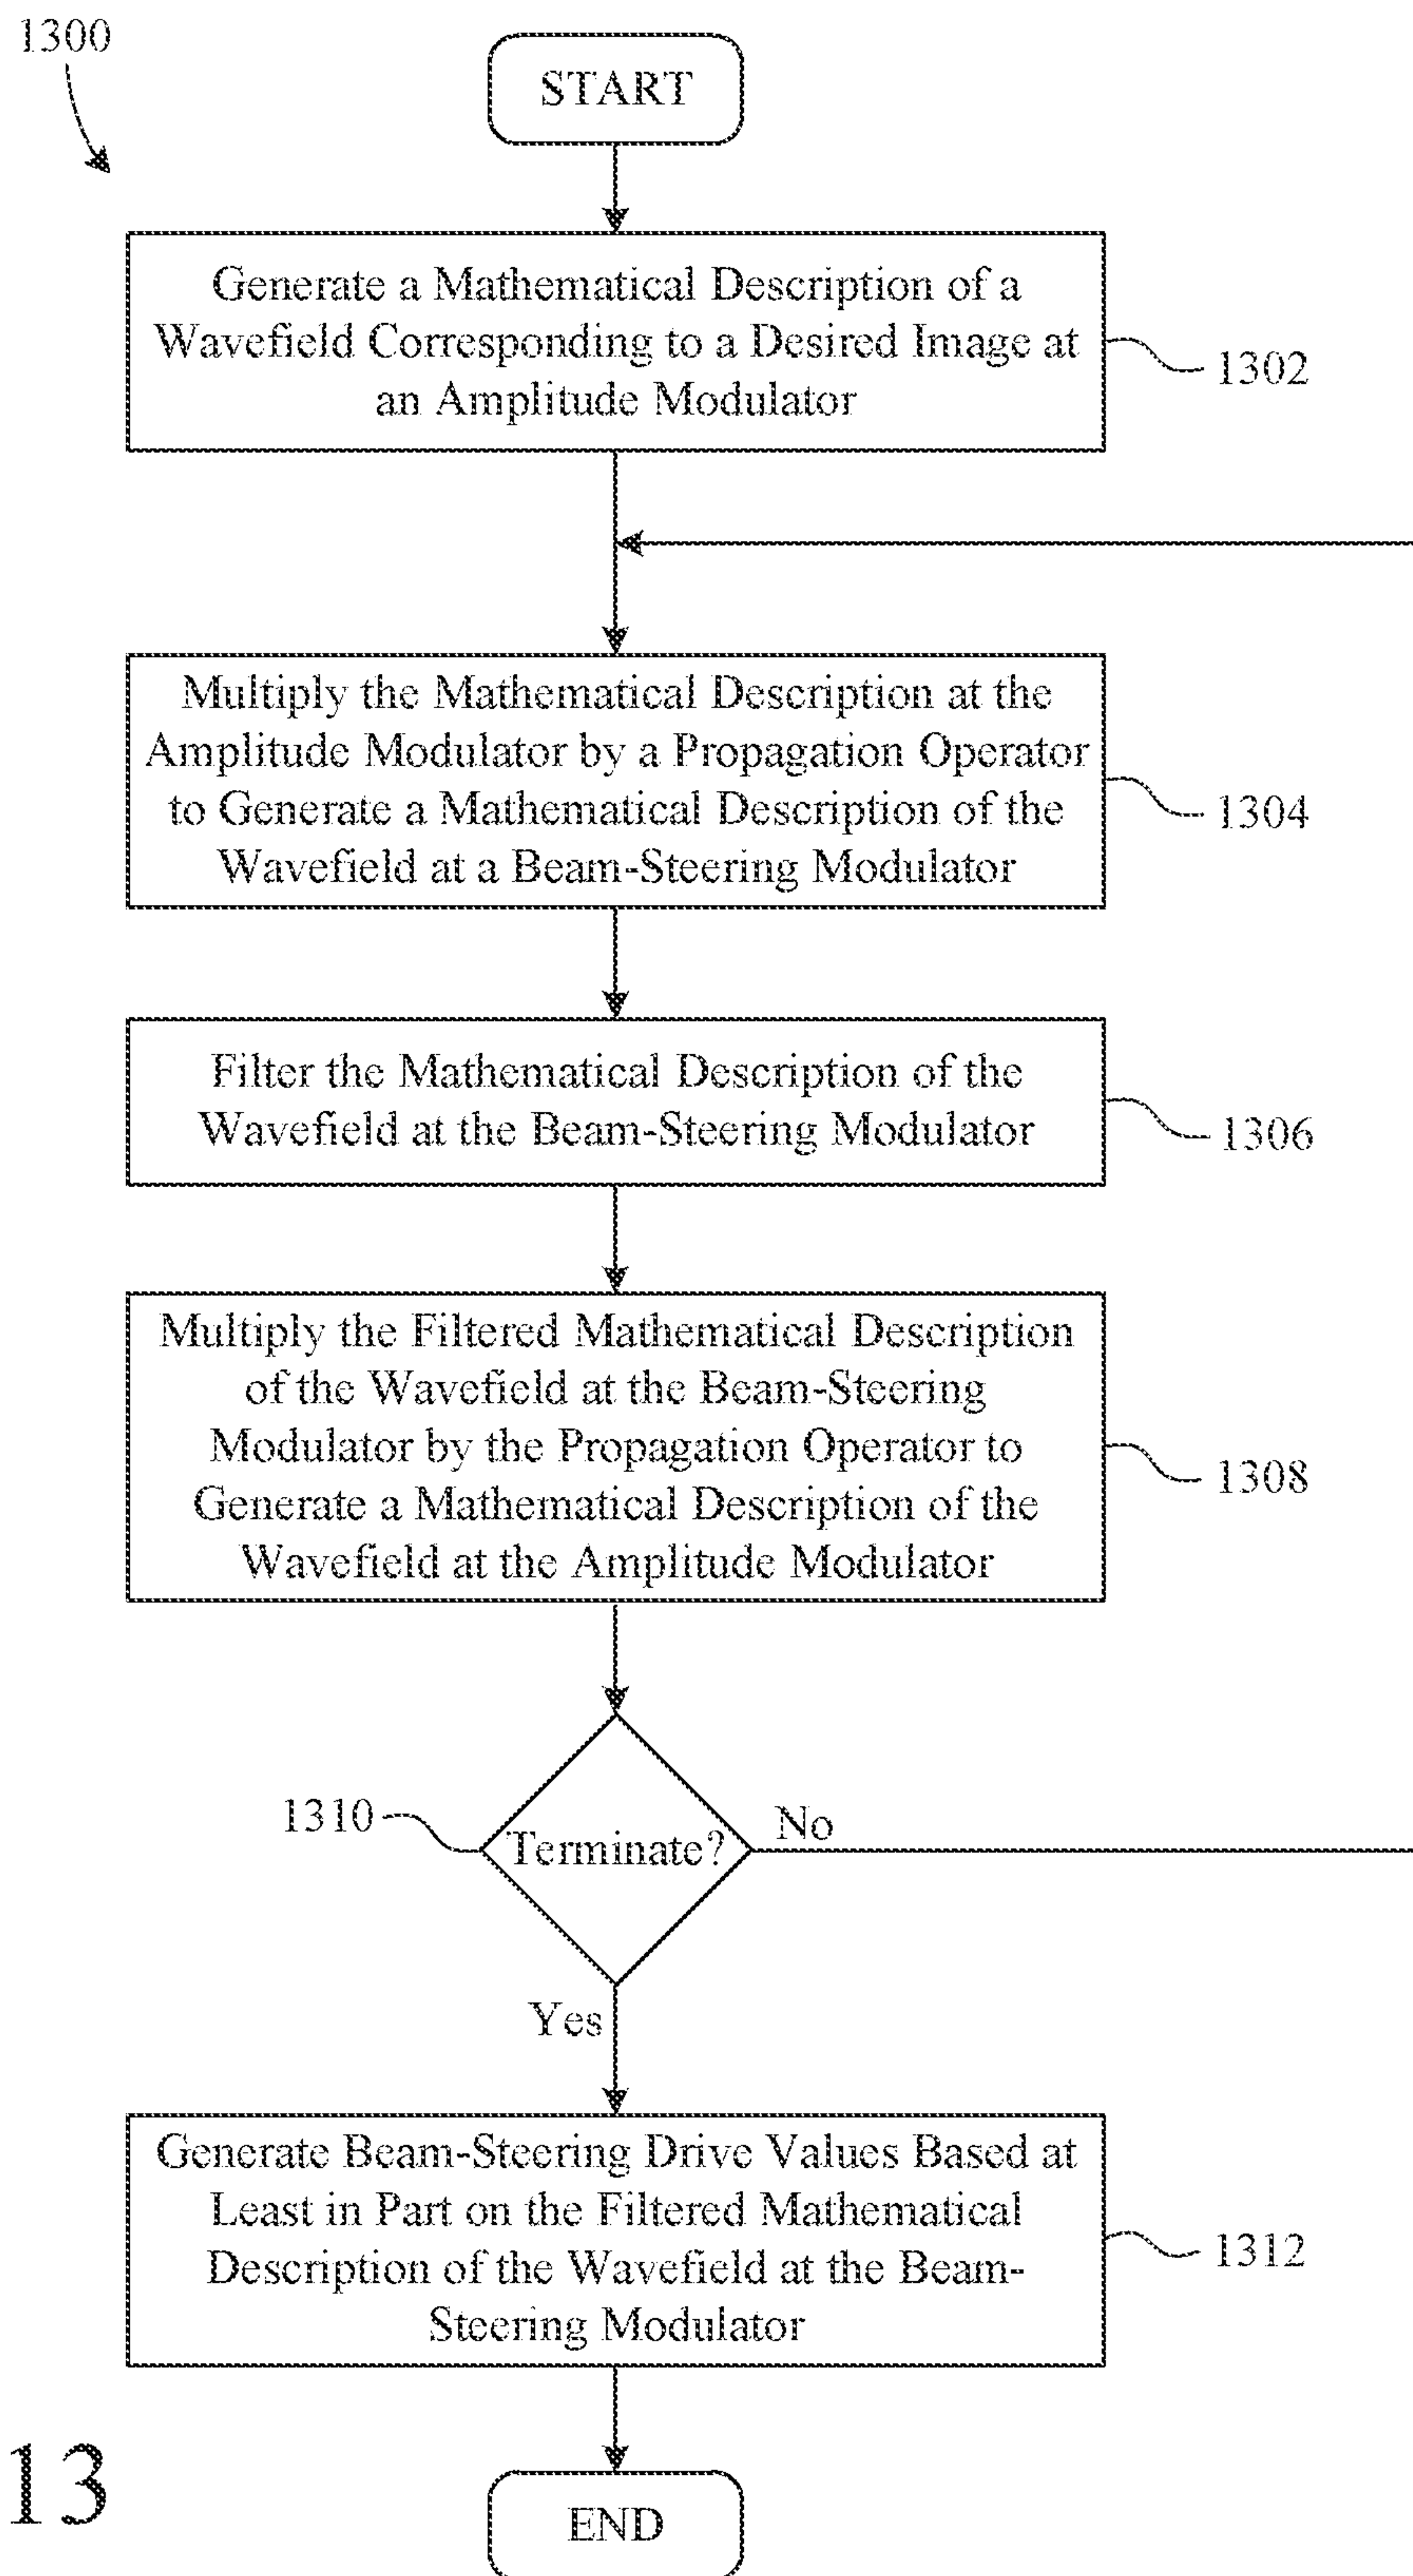 1300
START
Generate a Mathematical Description of a
Wavefield Corresponding to a Desired Image at
an Amplitude Modulator
1302
Multiply the Mathematical Description at the
Amplitude Modulator by a Propagation Operator
to Generate a Mathematical Description of the
Wavefield at a Beam-Steering Modulator
1304
Filter the Mathematical Description of the
Wavefield at the Beam-Steering Modulator
1306
Multiply the Filtered Mathematical Description
of the Wavefield at the Beam-Steering
Modulator by the Propagation Operator to
Generate a Mathematical Description of the
Wavefield at the Amplitude Modulator
1308
1310
Terminate?
No
Yes
Generate Beam-Steering Drive Values Based at
Least in Part on the Filtered Mathematical
Description of the Wavefield at the Beam-
Steering Modulator
1312
13
END